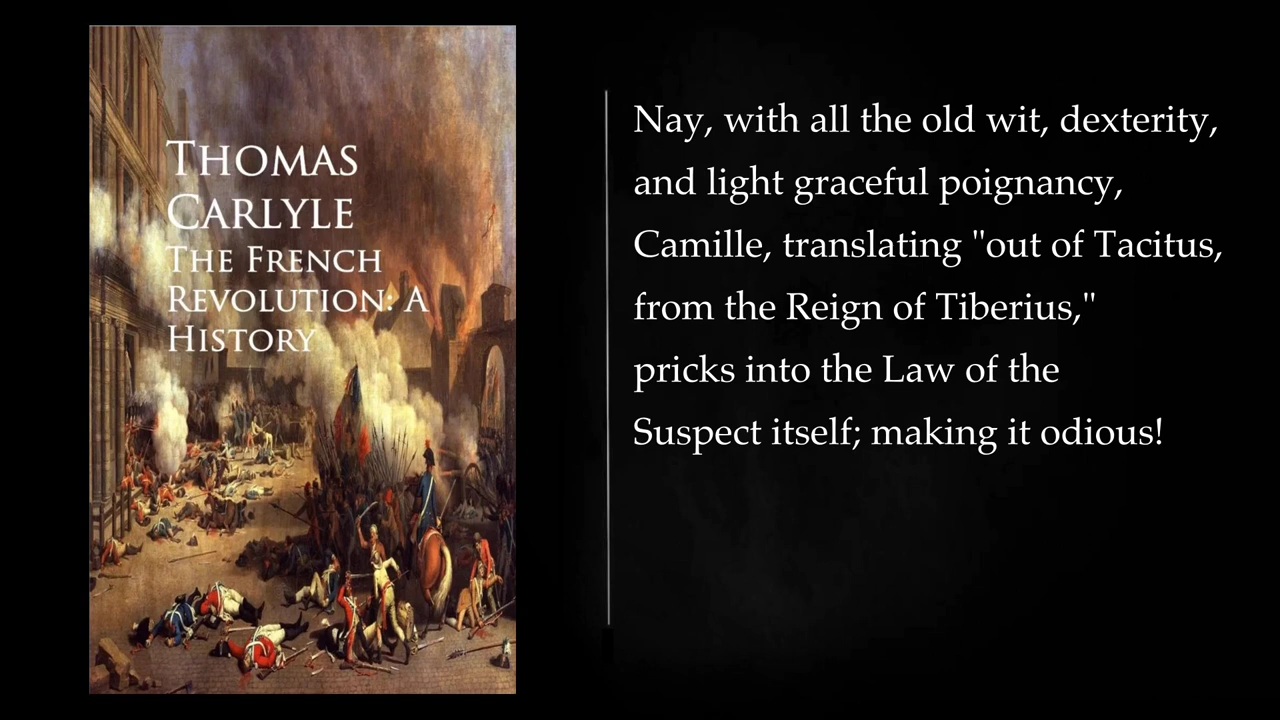 THOMAS
CARLYLE
THE FRENCH
REVOLUTION: A
HISTORY
Nay, with all the old wit, dexterity,
and light graceful poignancy,
Camille, translating "out of Tacitus,
from the Reign of Tiberius,"
pricks into the Law of the
Suspect itself; making it odious!